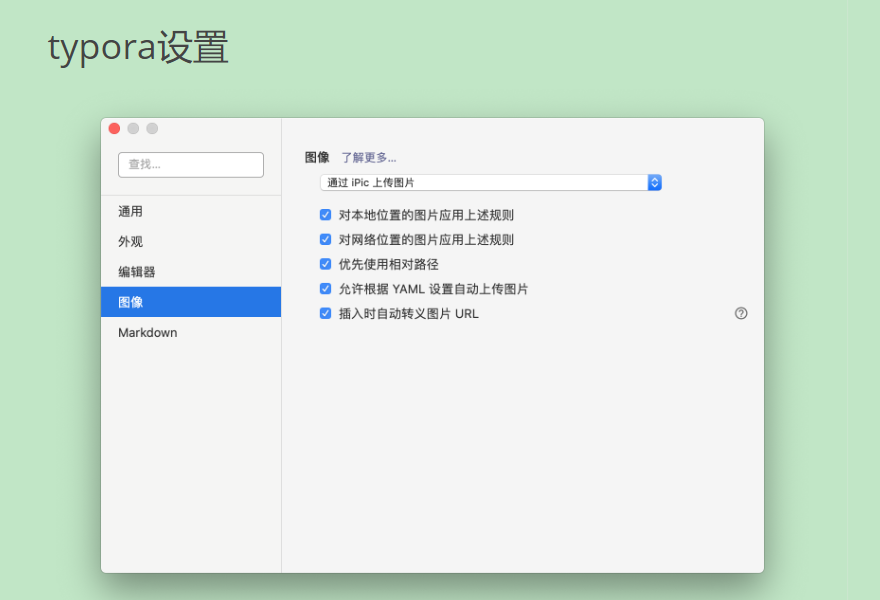 typora设置
查找...
通用
外观
编辑器
图像
Markdown
图像 了解更多...
通过 iPic 上传图片
对本地位置的图片应用上述规则
对网络位置的图片应用上述规则
优先使用相对路径
允许根据 YAML 设置自动上传图片
插入时自动转义图片 URL
?